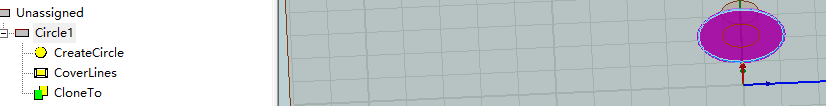 Unassigned
Circle1
CreateCircle
CoverLines
CloneTo